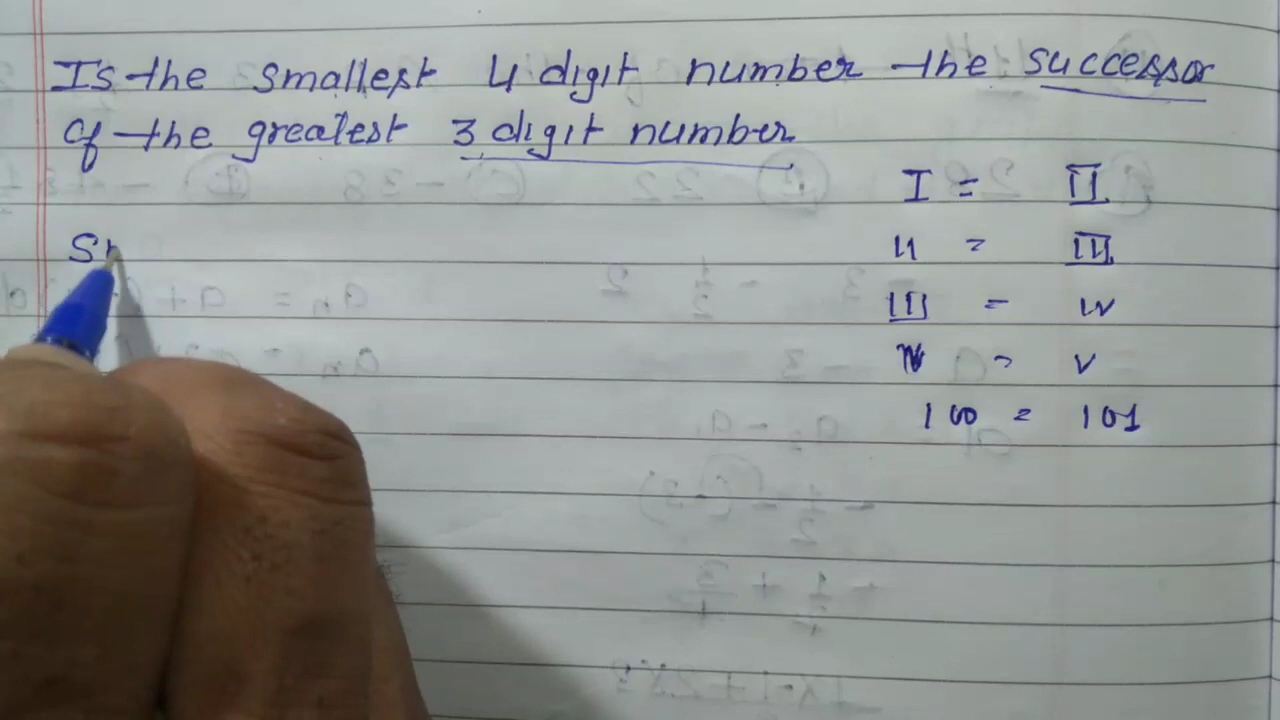 Is the smallest 4 digit number the successor
of the greatest 3 digit number
I = II
II = III
III = IV
IV = V
100 = 101
Sm